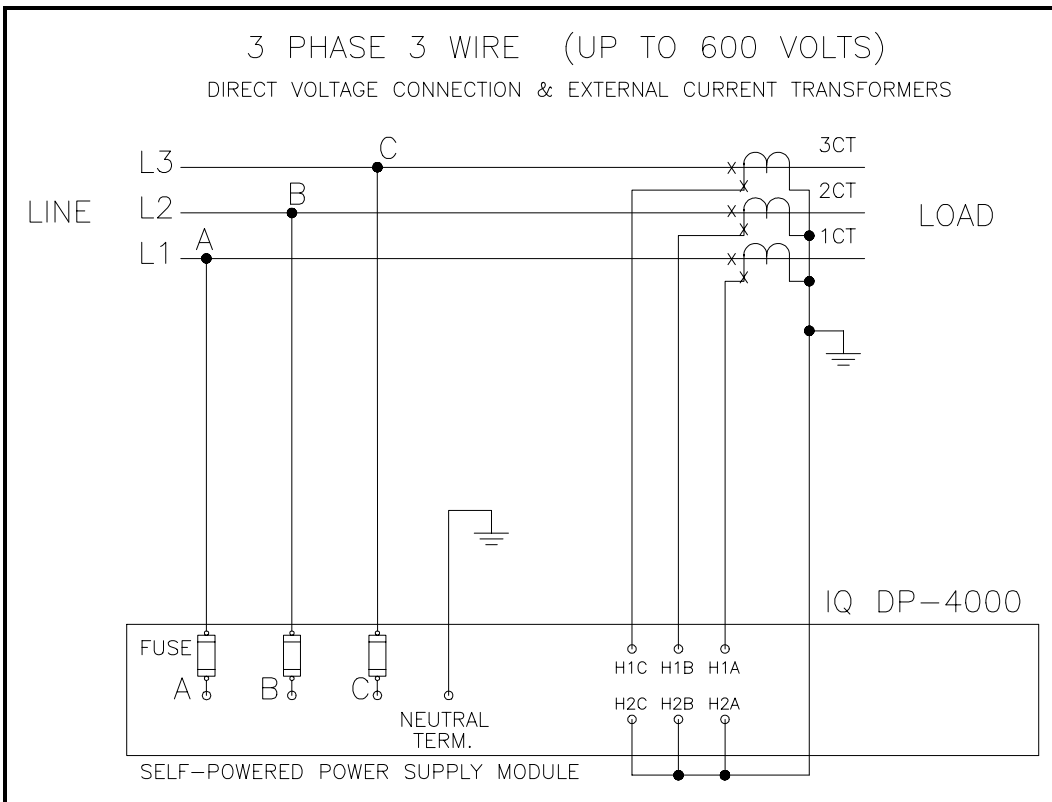 3 PHASE 3 WIRE (UP TO 600 VOLTS)
DIRECT VOLTAGE CONNECTION & EXTERNAL CURRENT TRANSFORMERS
C
3CT
L3
X
X
2CT
B
LINE
L2
X
LOAD
X
1CT
A
L1
X
X
IQ DP-4000
FUSE
H1C H1B H1A
A
B
C
H2C H2B H2A
NEUTRAL
TERM.
SELF-POWERED POWER SUPPLY MODULE